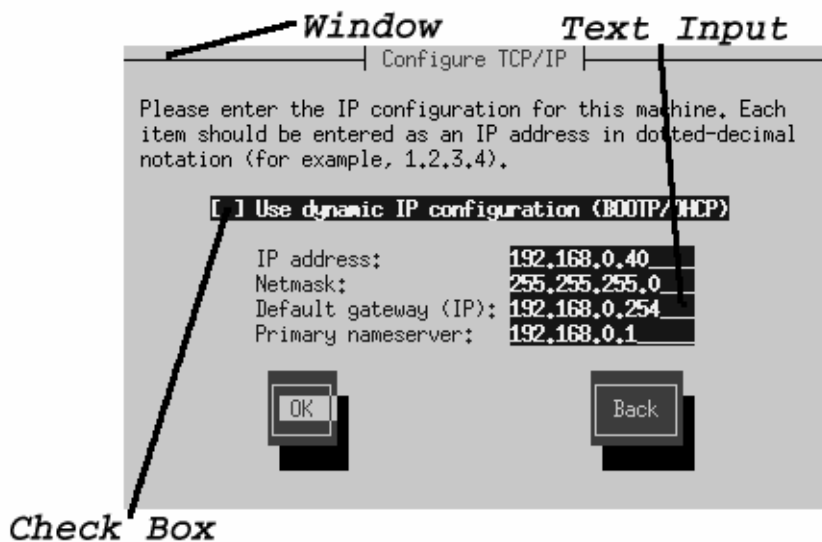 Window
Text Input
Configure TCP/IP
Please enter the IP configuration for this machine. Each
item should be entered as an IP address in dotted-decimal
notation (for example, 1.2.3.4).
[ ] Use dynamic IP configuration (BOOTP/DHCP)
IP address: 192.168.0.40
Netmask: 255.255.255.0
Default gateway (IP): 192.168.0.254
Primary nameserver: 192.168.0.1
OK
Back
Check Box